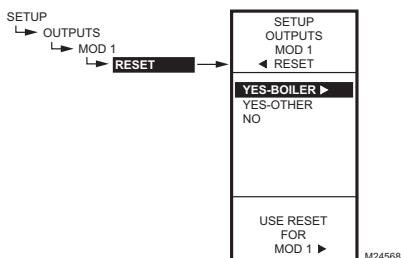 SETUP
OUTPUTS
MOD 1
RESET
SETUP
OUTPUTS
MOD 1
◄ RESET
YES-BOILER ►
YES-OTHER
NO
USE RESET
FOR
MOD 1 ►
M24568